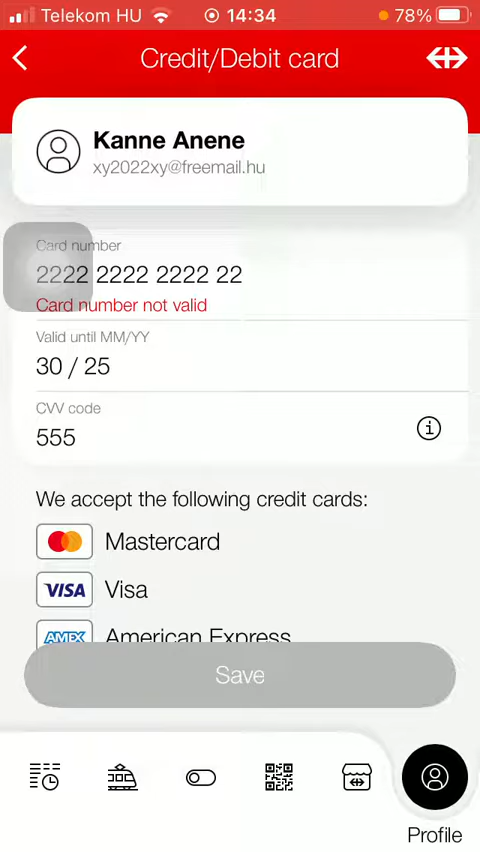 Telekom HU 14:34 78%
Credit/Debit card
Kanne Anene
xy2022xy@freemail.hu
Card number
2222 2222 2222 22
Card number not valid
Valid until MM/YY
30 / 25
CVV code
555
We accept the following credit cards:
Mastercard
VISA Visa
AMEX American Express
Save
Profile